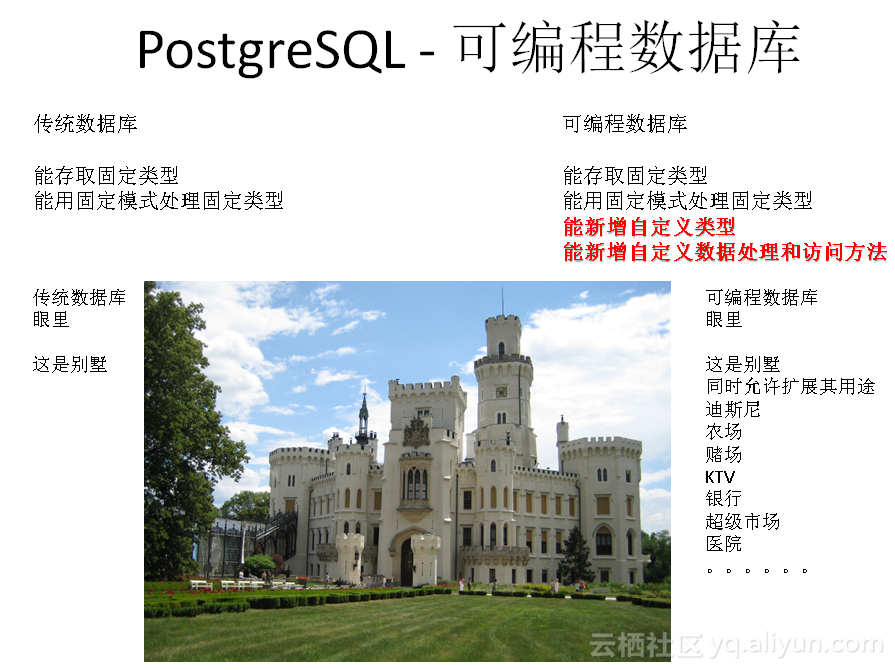 PostgreSQL - 可编程数据库
传统数据库
能存取固定类型
能用固定模式处理固定类型
可编程数据库
能存取固定类型
能用固定模式处理固定类型
能新增自定义类型
能新增自定义数据处理和访问方法
传统数据库
眼里
这是别墅
可编程数据库
眼里
这是别墅
同时允许扩展其用途
迪斯尼
农场
赌场
KTV
银行
超级市场
医院
。。。。。。
云栖社区 yq.aliyun.com